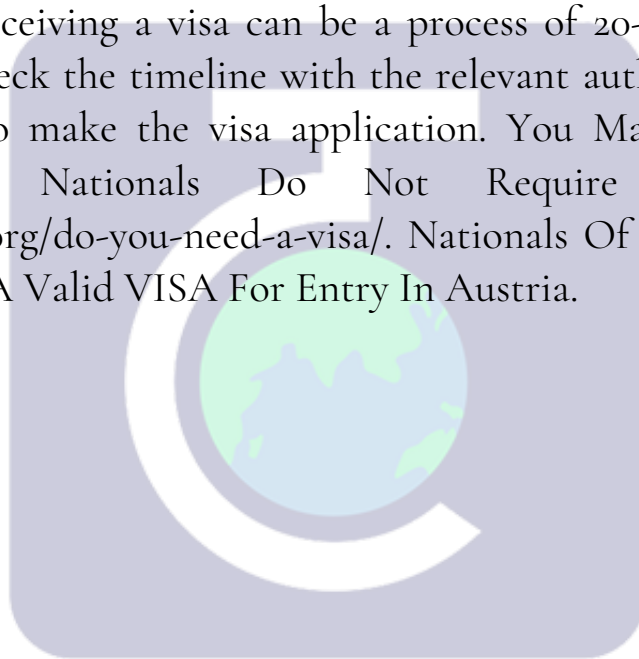 ceiving a visa can be a process of 20-
eck the timeline with the relevant auth
o make the visa application. You Ma
Nationals Do Not Require
org/do-you-need-a-visa/. Nationals Of
A Valid VISA For Entry In Austria.